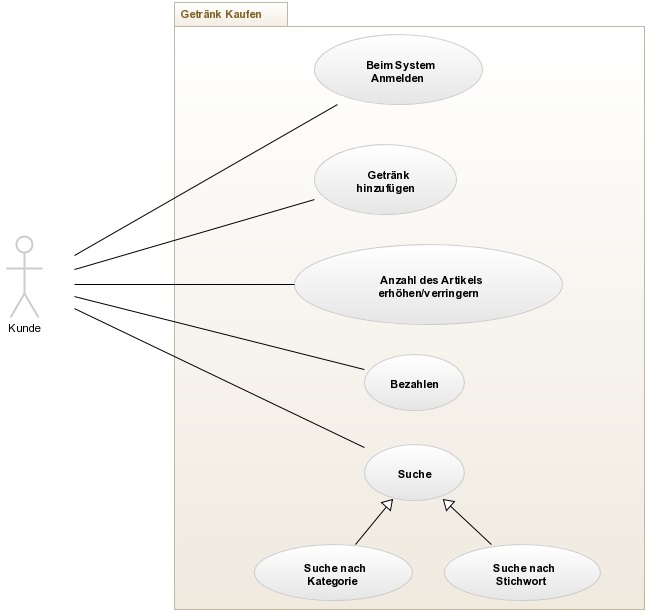 Getränk Kaufen
Beim System
Anmelden
Getränk
hinzufügen
Anzahl des Artikels
erhöhen/verringern
Kunde
Bezahlen
Suche
Suche nach
Kategorie
Suche nach
Stichwort